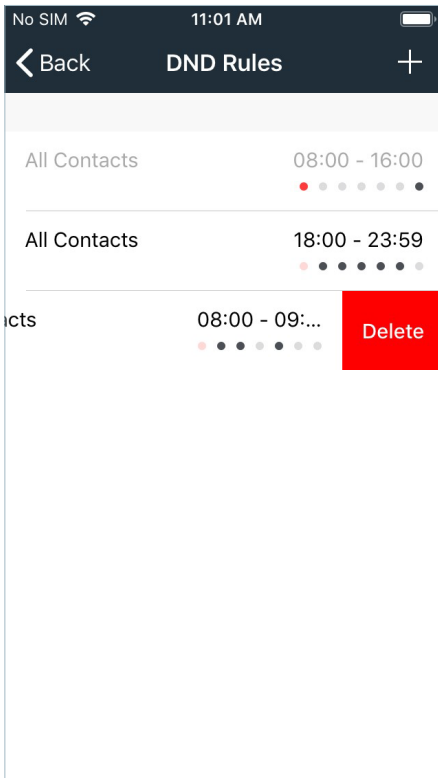 No SIM 11:01 AM
Back DND Rules
All Contacts 08:00 - 16:00
All Contacts 18:00 - 23:59
acts 08:00 - 09:... Delete